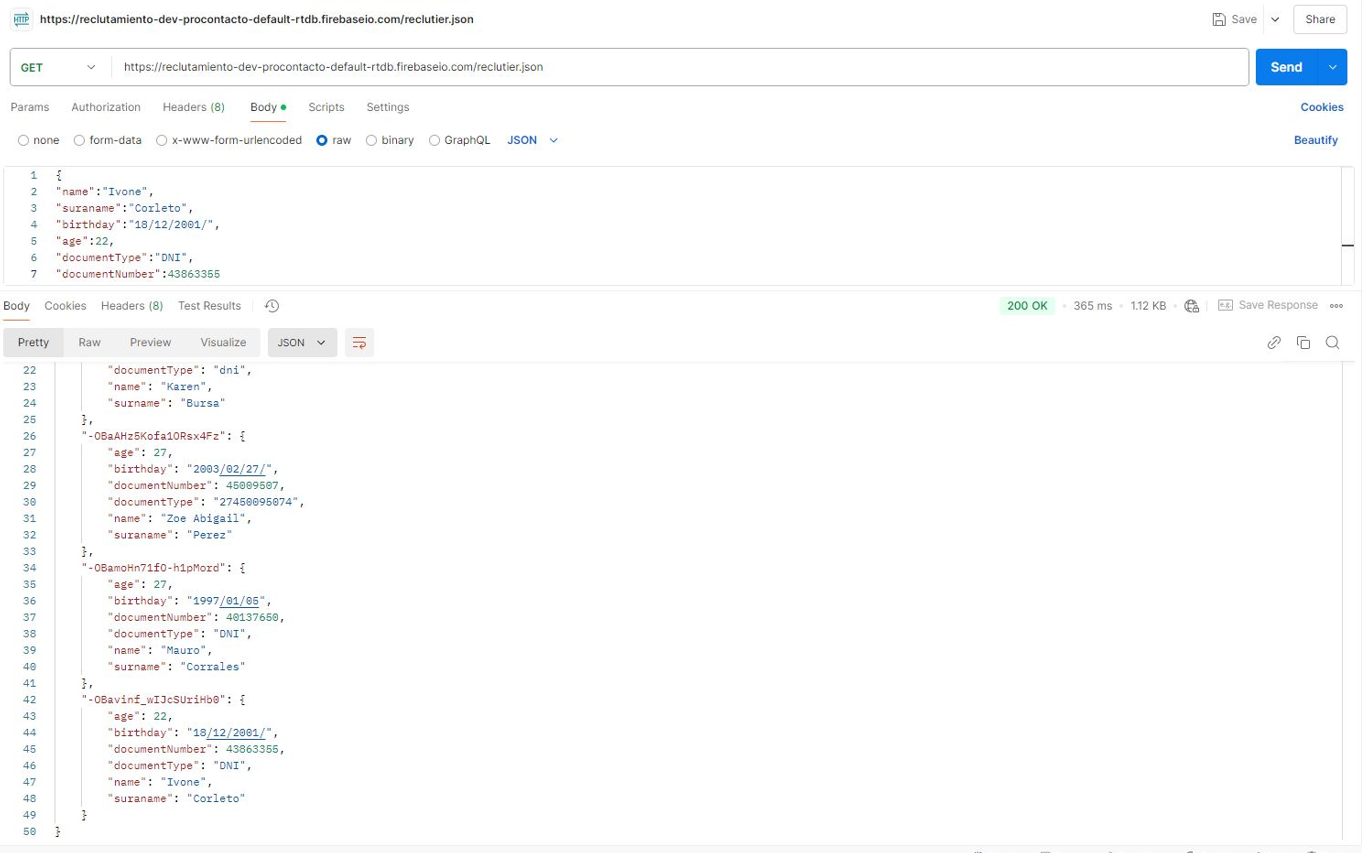 HTTP https://reclutamiento-dev-procontacto-default-rtdb.firebaseio.com/reclutier.json Save Share
GET https://reclutamiento-dev-procontacto-default-rtdb.firebaseio.com/reclutier.json Send
Params Authorization Headers (8) Body Scripts Settings Cookies
none form-data x-www-form-urlencoded raw binary GraphQL JSON Beautify
1 {
2 "name":"Ivone",
3 "suraname":"Corleto",
4 "birthday":"18/12/2001/",
5 "age":22,
6 "documentType":"DNI",
7 "documentNumber":43863355
Body Cookies Headers (8) Test Results 200 OK 365 ms 1.12 KB Save Response
Pretty Raw Preview Visualize JSON
22 "documentType": "dni",
23 "name": "Karen",
24 "surname": "Bursa"
25 },
26 "-OBaAHz5Kofa1ORsx4Fz": {
27 "age": 27,
28 "birthday": "2003/02/27/",
29 "documentNumber": 45009507,
30 "documentType": "27450095074",
31 "name": "Zoe Abigail",
32 "suraname": "Perez"
33 },
34 "-OBamoHn71fO-h1pMord": {
35 "age": 27,
36 "birthday": "1997/01/05",
37 "documentNumber": 40137650,
38 "documentType": "DNI",
39 "name": "Mauro",
40 "surname": "Corrales"
41 },
42 "-OBavinf_wIJcSUriHb0": {
43 "age": 22,
44 "birthday": "18/12/2001/",
45 "documentNumber": 43863355,
46 "documentType": "DNI",
47 "name": "Ivone",
48 "suraname": "Corleto"
49 }
50 }